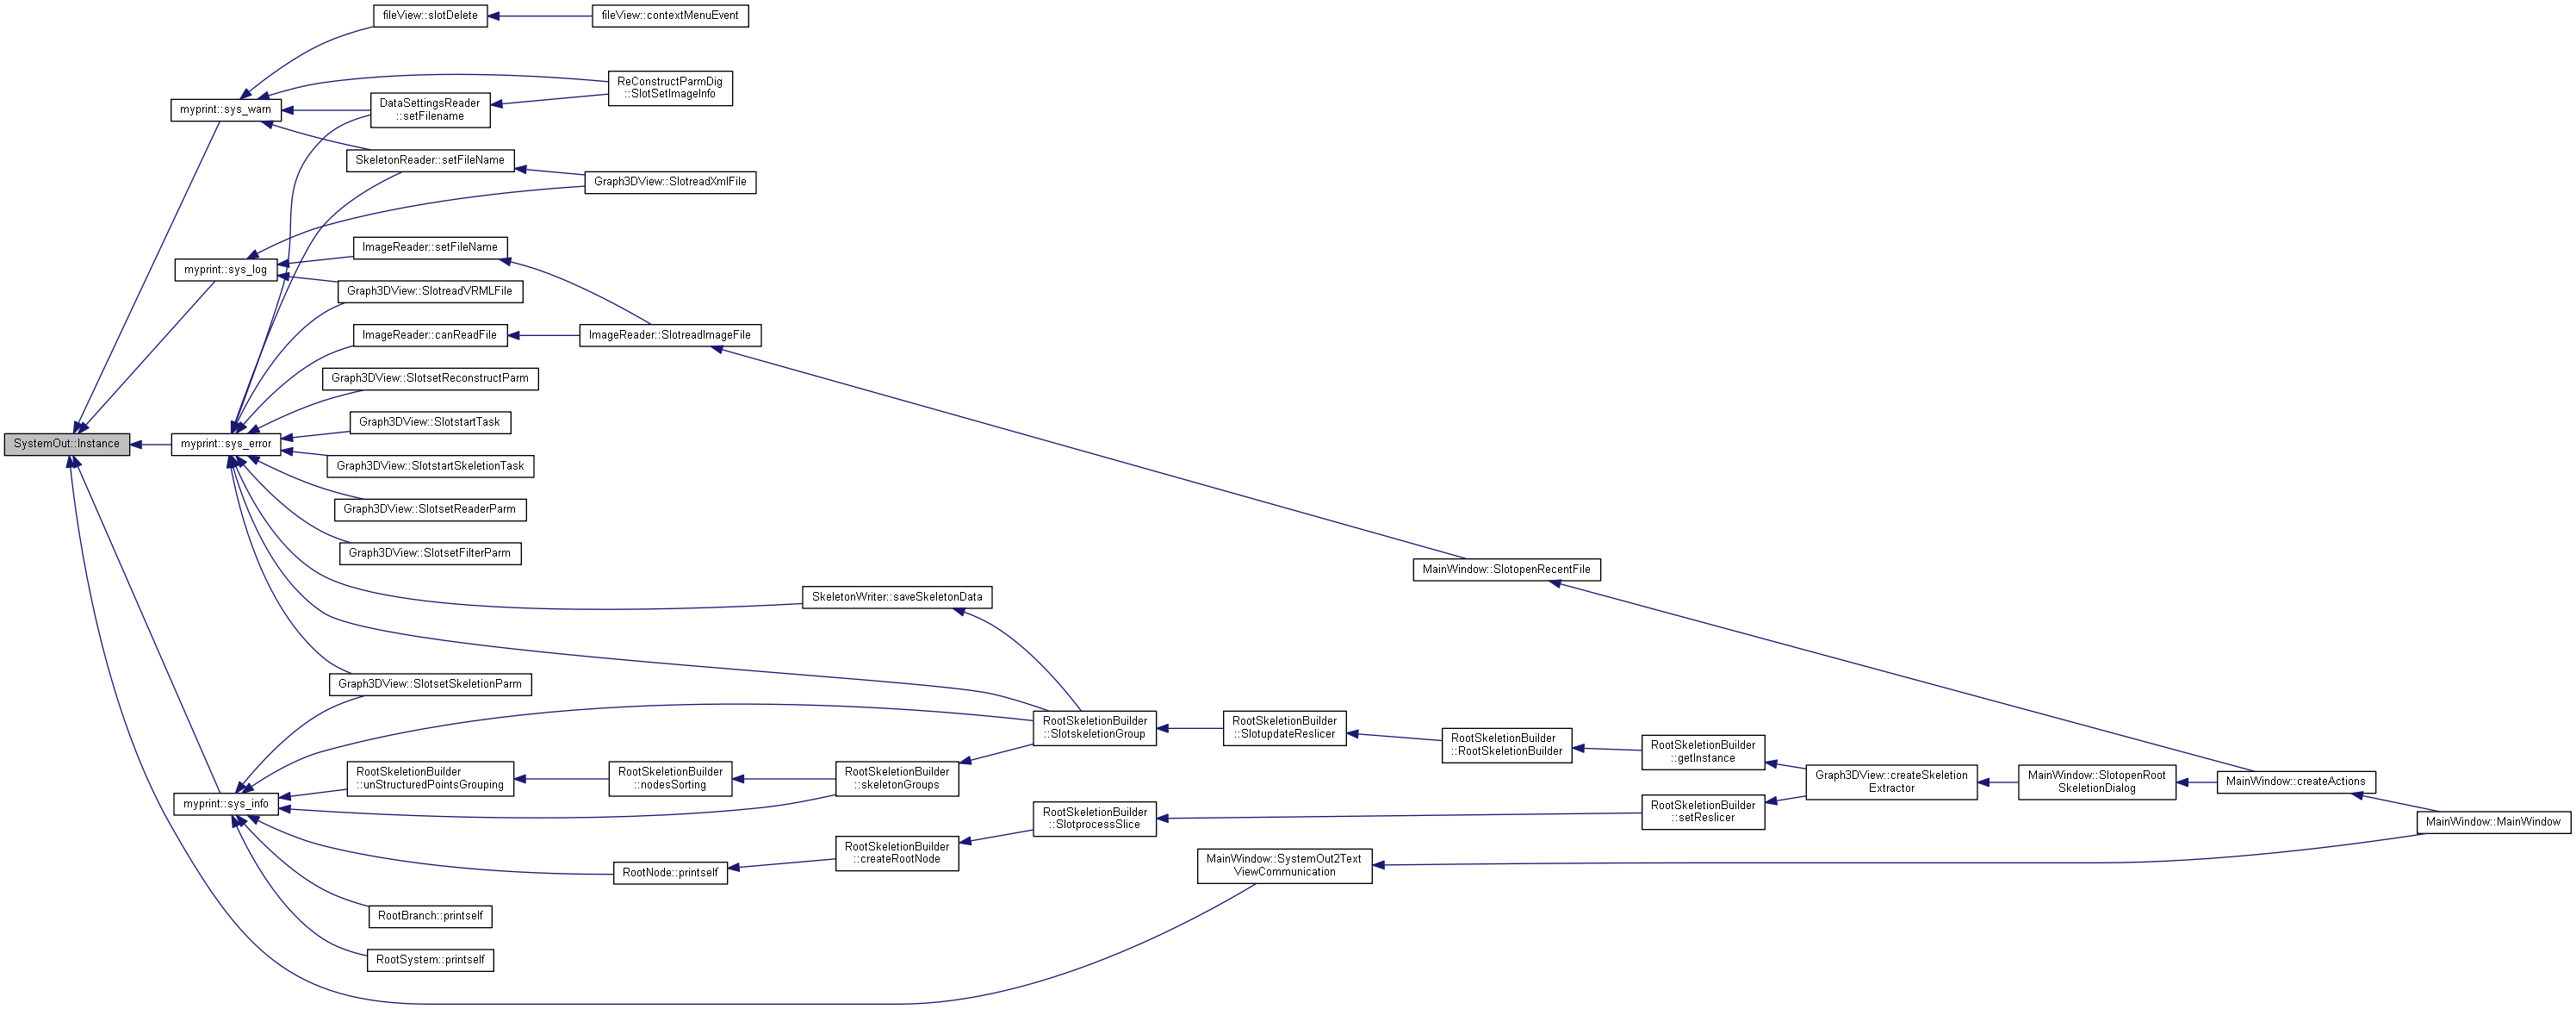 fileView::slotDelete
fileView::contextMenuEvent
ReConstructParmDig
::SlotSetImageInfo
myprint::sys_warn
DataSettingsReader
::setFilename
SkeletonReader::setFileName
Graph3DView::SlotreadXmlFile
ImageReader::setFileName
myprint::sys_log
Graph3DView::SlotreadVRMLFile
ImageReader::canReadFile
ImageReader::SlotreadImageFile
Graph3DView::SlotsetReconstructParm
Graph3DView::SlotstartTask
SystemOut::Instance
myprint::sys_error
Graph3DView::SlotstartSkeletionTask
Graph3DView::SlotsetReaderParm
Graph3DView::SlotsetFilterParm
MainWindow::SlotopenRecentFile
SkeletonWriter::saveSkeletonData
Graph3DView::SlotsetSkeletionParm
RootSkeletionBuilder
::SlotskeletionGroup
RootSkeletionBuilder
::SlotupdateReslicer
RootSkeletionBuilder
::RootSkeletionBuilder
RootSkeletionBuilder
::getInstance
RootSkeletionBuilder
::unStructuredPointsGrouping
RootSkeletionBuilder
::nodesSorting
RootSkeletionBuilder
::skeletonGroups
Graph3DView::createSkeletion
Extractor
MainWindow::SlotopenRoot
SkeletionDialog
MainWindow::createActions
myprint::sys_info
RootSkeletionBuilder
::SlotprocessSlice
RootSkeletionBuilder
::setReslicer
MainWindow::MainWindow
RootSkeletionBuilder
::createRootNode
MainWindow::SystemOut2Text
ViewCommunication
RootNode::printself
RootBranch::printself
RootSystem::printself